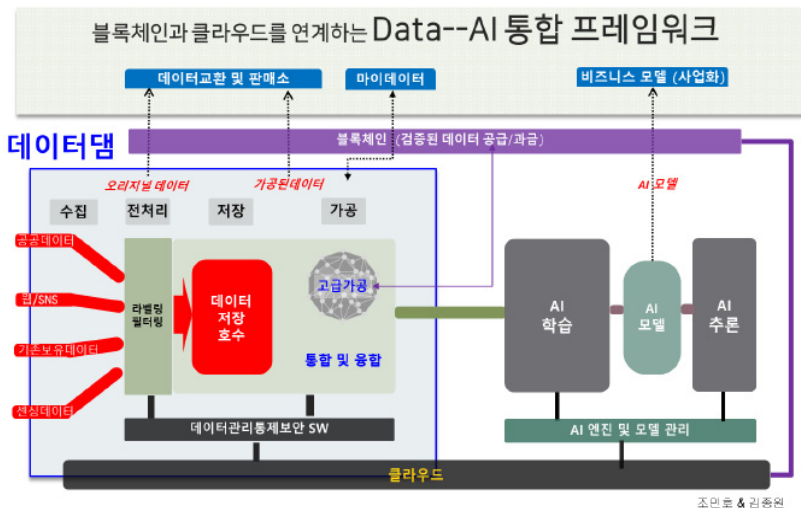 블록체인과 클라우드를 연계하는 Data--AI 통합 프레임워크
데이터교환 및 판매소
마이데이터
비즈니스 모델 (사업화)
데이터댐
블록체인 (검증된 데이터 공급/과금)
오리지널 데이터
가공된데이터
AI 모델
수집
전처리
저장
가공
공공데이터
웹/SNS
기존보유데이터
센싱데이터
라벨링
필터링
데이터
저장
호수
고급가공
통합 및 융합
AI
학습
AI
모델
AI
추론
데이터관리통제보안 SW
AI 엔진 및 모델 관리
클라우드
조민호 & 김종원